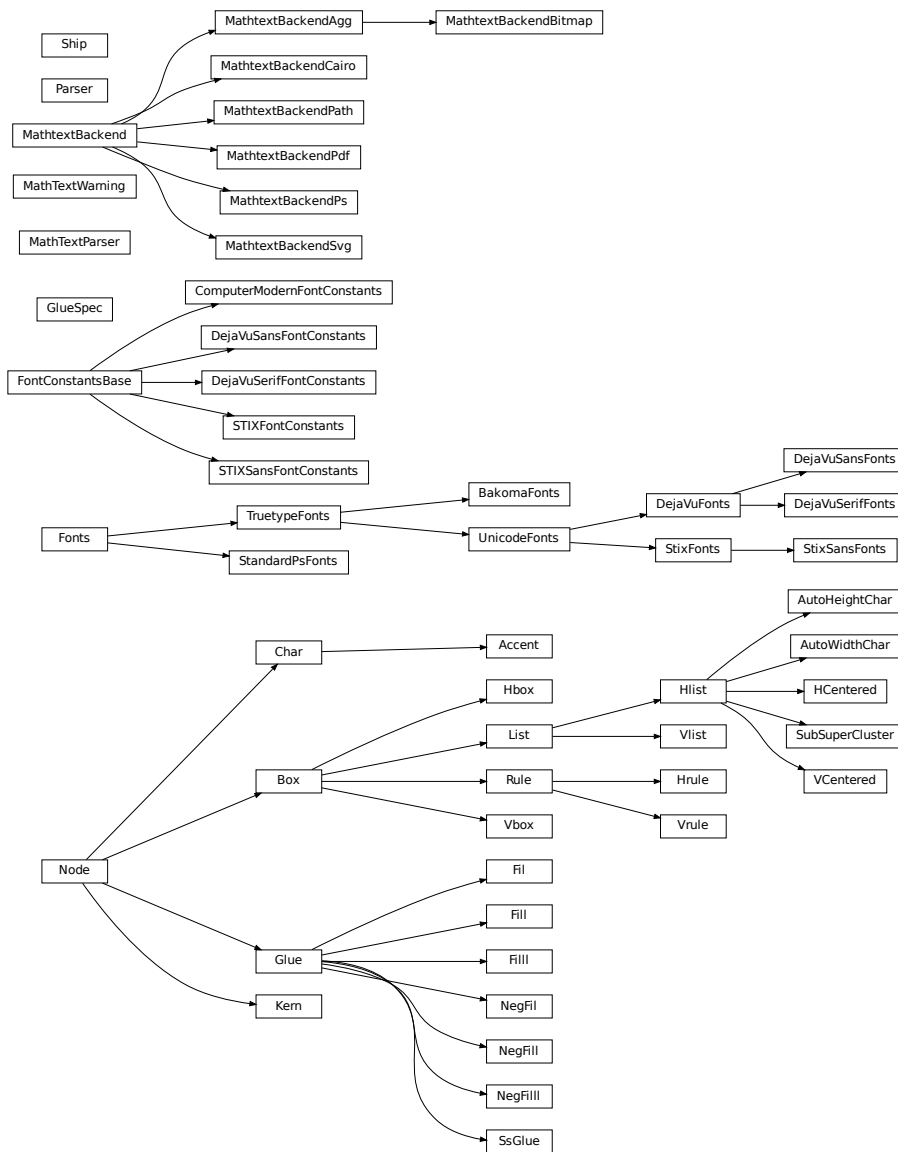 Ship
Parser
MathtextBackend
MathTextWarning
MathTextParser
MathtextBackendAgg
MathtextBackendBitmap
MathtextBackendCairo
MathtextBackendPath
MathtextBackendPdf
MathtextBackendPs
MathtextBackendSvg
GlueSpec
FontConstantsBase
ComputerModernFontConstants
DejaVuSansFontConstants
DejaVuSerifFontConstants
STIXFontConstants
STIXSansFontConstants
Fonts
TruetypeFonts
StandardPsFonts
BakomaFonts
UnicodeFonts
DejaVuFonts
StixFonts
DejaVuSansFonts
DejaVuSerifFonts
StixSansFonts
Node
Char
Box
Glue
Kern
Accent
Hbox
List
Rule
Vbox
Hlist
Vlist
Hrule
Vrule
AutoHeightChar
AutoWidthChar
HCentered
SubSuperCluster
VCentered
Fil
Fill
Filll
NegFil
NegFill
NegFilll
SsGlue